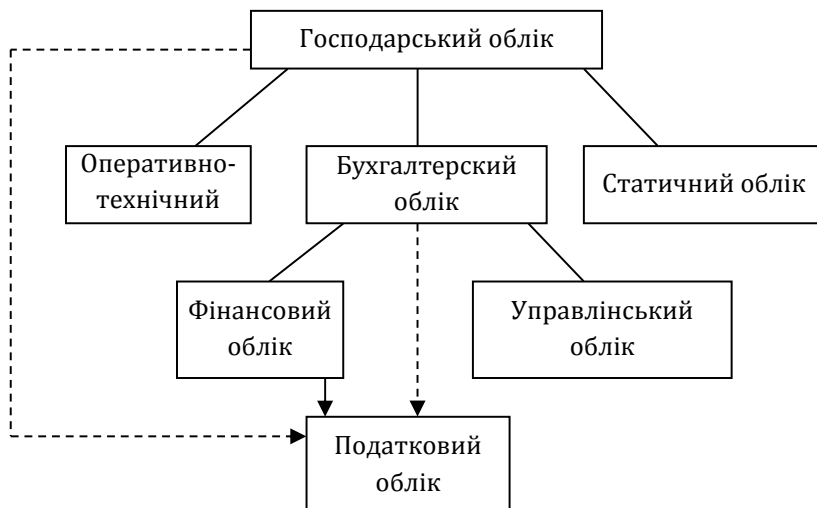 Господарський облік
Оперативно-
технічний
Бухгалтерский
облік
Статичний облік
Фінансовий
облік
Управлінський
облік
Податковий
облік